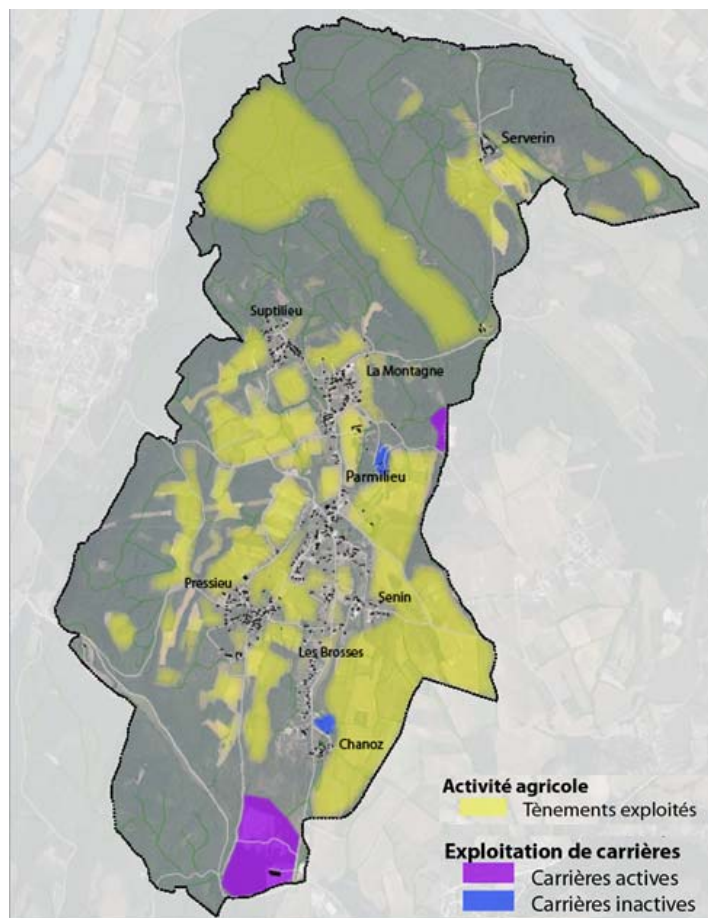 Serverin
Suptilieu
La Montagne
Parmilieu
Pressieu
Senin
Les Brosses
Chanoz
Activité agricole
Tènements exploités
Exploitation de carrières
Carrières actives
Carrières inactives